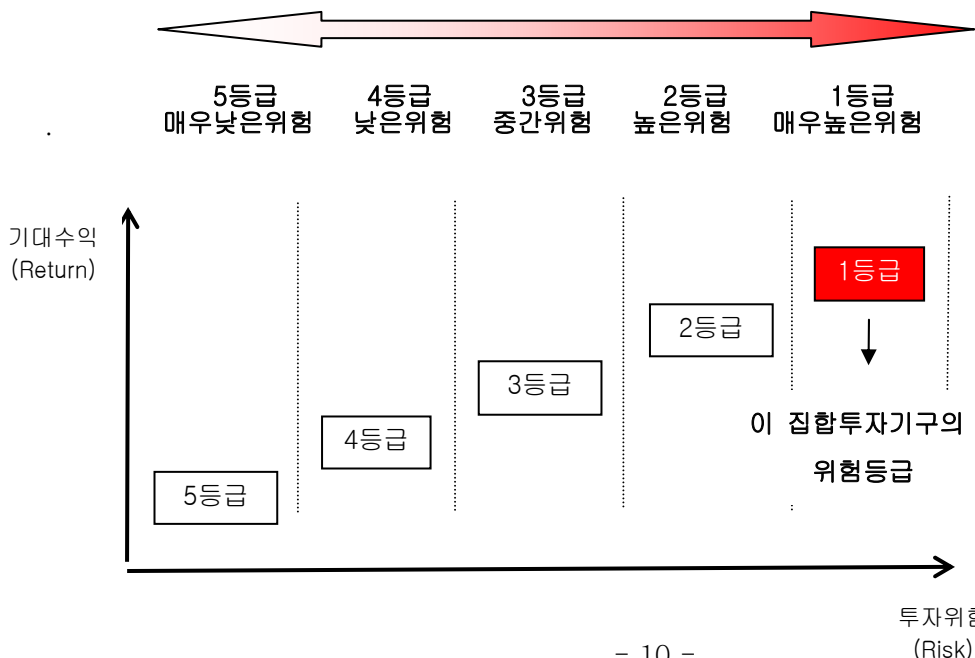 5등급 4등급 3등급 2등급 1등급
매우낮은위험 낮은위험 중간위험 높은위험 매우높은위험
.
기대수익
(Return)
1등급
2등급
3등급
이 집합투자기구의
4등급
위험등급
5등급
투자위험
(Risk)
- 10 -